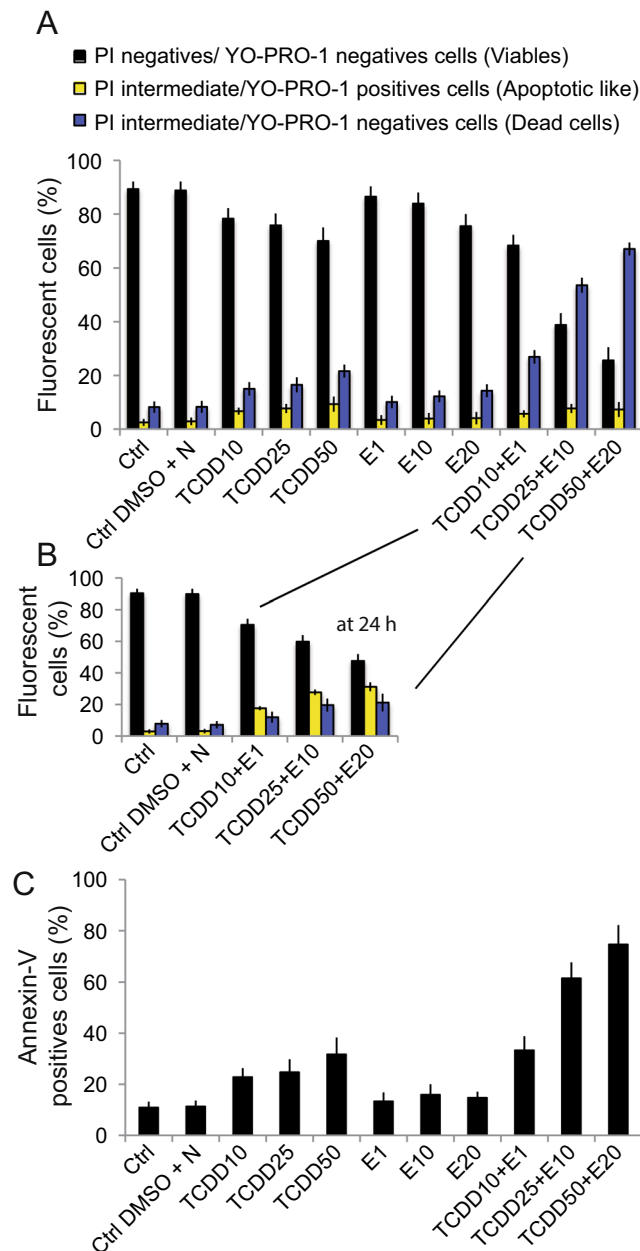 A
PI negatives/ YO-PRO-1 negatives cells (Viables)
PI intermediate/YO-PRO-1 positives cells (Apoptotic like)
PI intermediate/YO-PRO-1 negatives cells (Dead cells)
Fluorescent cells (%)
100
80
60
40
20
0
Ctrl
Ctrl DMSO + N
TCDD10
TCDD25
TCDD50
E1
E10
E20
TCDD10+E1
TCDD25+E10
TCDD50+E20
B
Fluorescent
cells (%)
100
80
60
40
20
0
at 24 h
Ctrl
Ctrl DMSO + N
TCDD10+E1
TCDD25+E10
TCDD50+E20
C
Annexin-V
positives cells (%)
100
80
60
40
20
0
Ctrl
Ctrl DMSO + N
TCDD10
TCDD25
TCDD50
E1
E10
E20
TCDD10+E1
TCDD25+E10
TCDD50+E20